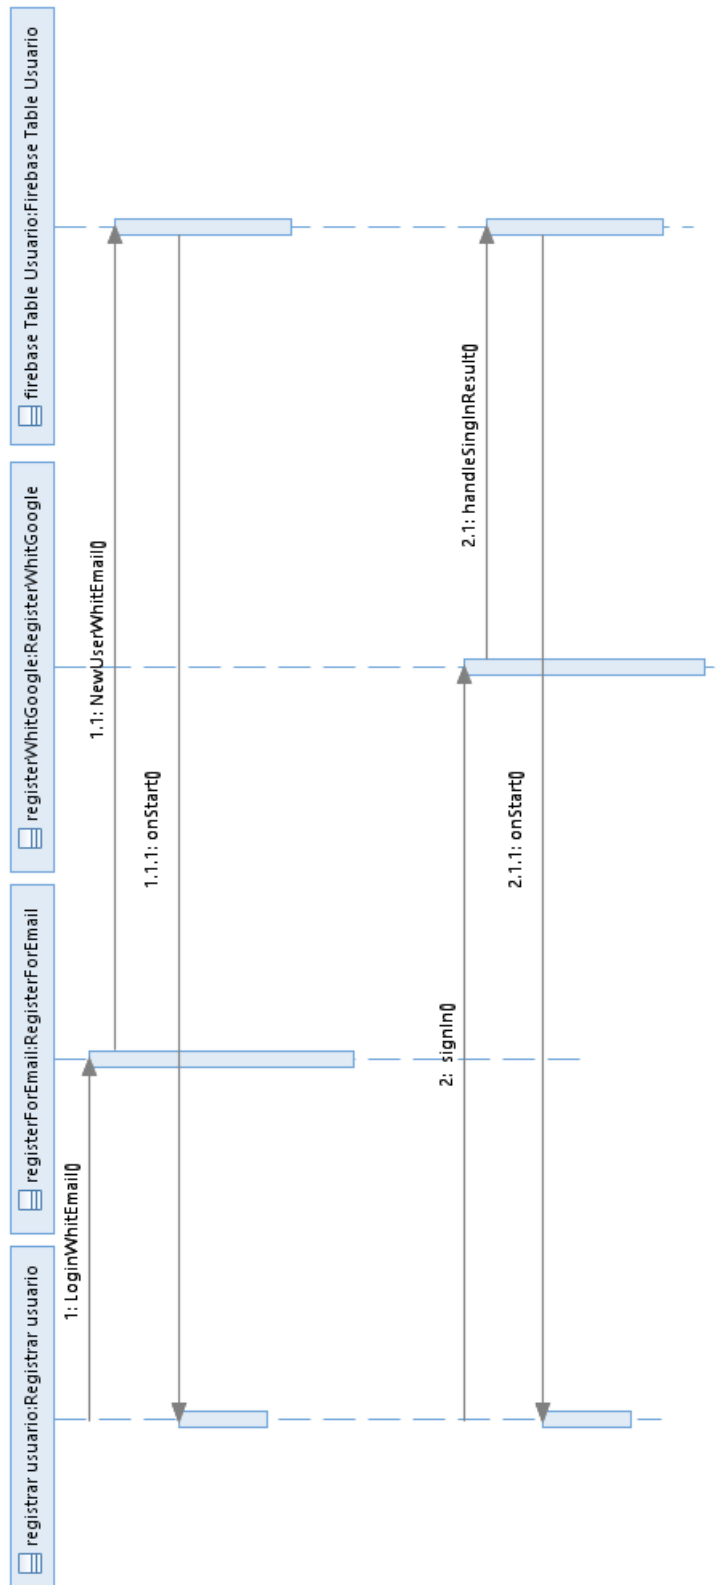 registrar usuario:Registrar usuario
registerForEmail:RegisterForEmail
registerWhitGoogle:RegisterWhitGoogle
firebase Table Usuario:Firebase Table Usuario
1: LoginWhitEmail()
1.1: NewUserWhitEmail()
1.1.1: onStart()
2: signIn()
2.1: handleSingInResult()
2.1.1: onStart()